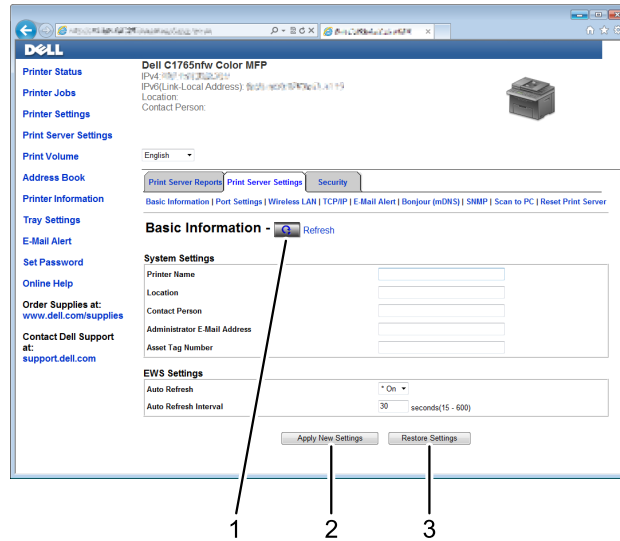 DELL
Printer Status
Printer Jobs
Printer Settings
Print Server Settings
Print Volume
Address Book
Printer Information
Tray Settings
E-Mail Alert
Set Password
Online Help
Order Supplies at:
www.dell.com/supplies
Contact Dell Support
at:
support.dell.com
Dell C1765nfw Color MFP
IPv4:
IPv6(Link-Local Address):
Location:
Contact Person:
English
Print Server Reports Print Server Settings Security
Basic Information | Port Settings | Wireless LAN | TCP/IP | E-Mail Alert | Bonjour (mDNS) | SNMP | Scan to PC | Reset Print Server
Basic Information - Refresh
System Settings
Printer Name
Location
Contact Person
Administrator E-Mail Address
Asset Tag Number
EWS Settings
Auto Refresh * On
Auto Refresh Interval 30 seconds(15 - 600)
Apply New Settings Restore Settings
1 2 3